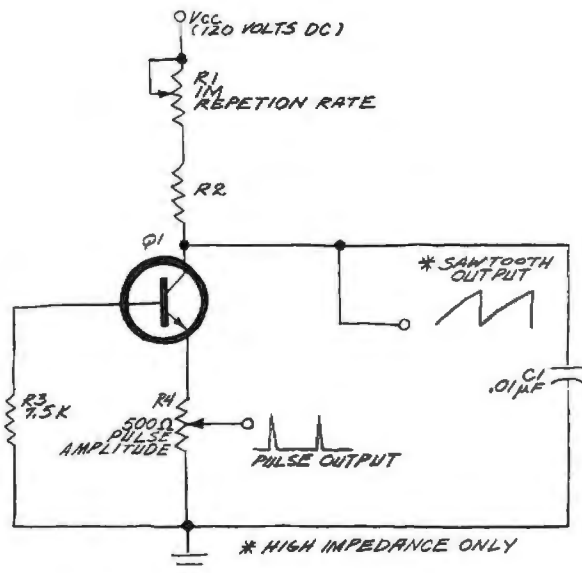 VCC
(120 VOLTS DC)
R1
1M
REPETION RATE
R2
Q1
* SAWTOOTH
OUTPUT
C1
.01µF
R3
7.5K
R4
500Ω
PULSE
AMPLITUDE
PULSE OUTPUT
* HIGH IMPEDANCE ONLY